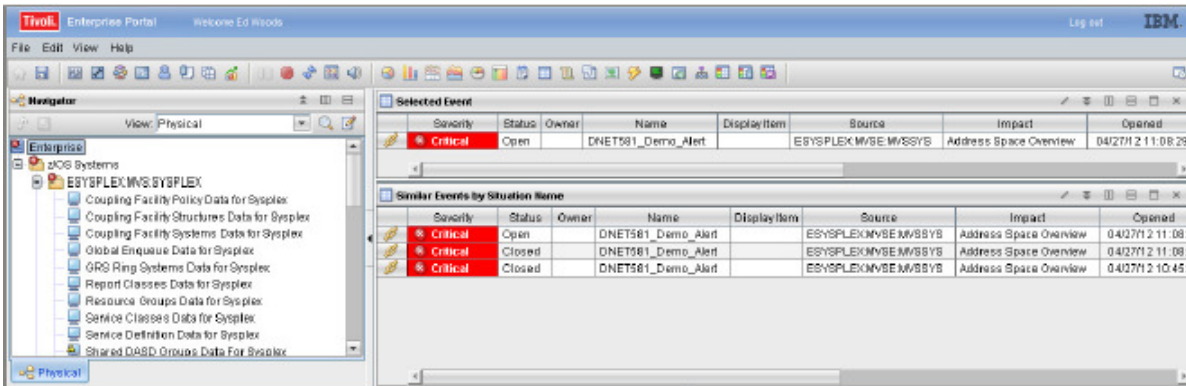 Tivoli. Enterprise Portal Welcome Ed Woods Log out IBM.
File Edit View Help
Navigator
View: Physical
Enterprise
z/OS Systems
ESYSPLEX:MVS:SYSPLEX
Coupling Facility Policy Data for Sysplex
Coupling Facility Structures Data for Sysplex
Coupling Facility Systems Data for Sysplex
Global Enqueue Data for Sysplex
GRS Ring Systems Data for Sysplex
Report Classes Data for Sysplex
Resource Groups Data for Sysplex
Service Classes Data for Sysplex
Service Definition Data for Sysplex
Shared DASD Groups Data For Sysplex
Physical
Selected Event
Severity Status Owner Name Display Item Source Impact Opened
Critical Open DNET581_Demo_Alert ESYSPLEX:MVSE:MVSSYS Address Space Overview 04/27/12 11:08:29
Similar Events by Situation Name
Severity Status Owner Name Display Item Source Impact Opened
Critical Open DNET581_Demo_Alert ESYSPLEX:MVSE:MVSSYS Address Space Overview 04/27/12 11:08
Critical Closed DNET581_Demo_Alert ESYSPLEX:MVSE:MVSSYS Address Space Overview 04/27/12 11:08
Critical Closed DNET581_Demo_Alert ESYSPLEX:MVSE:MVSSYS Address Space Overview 04/27/12 10:45